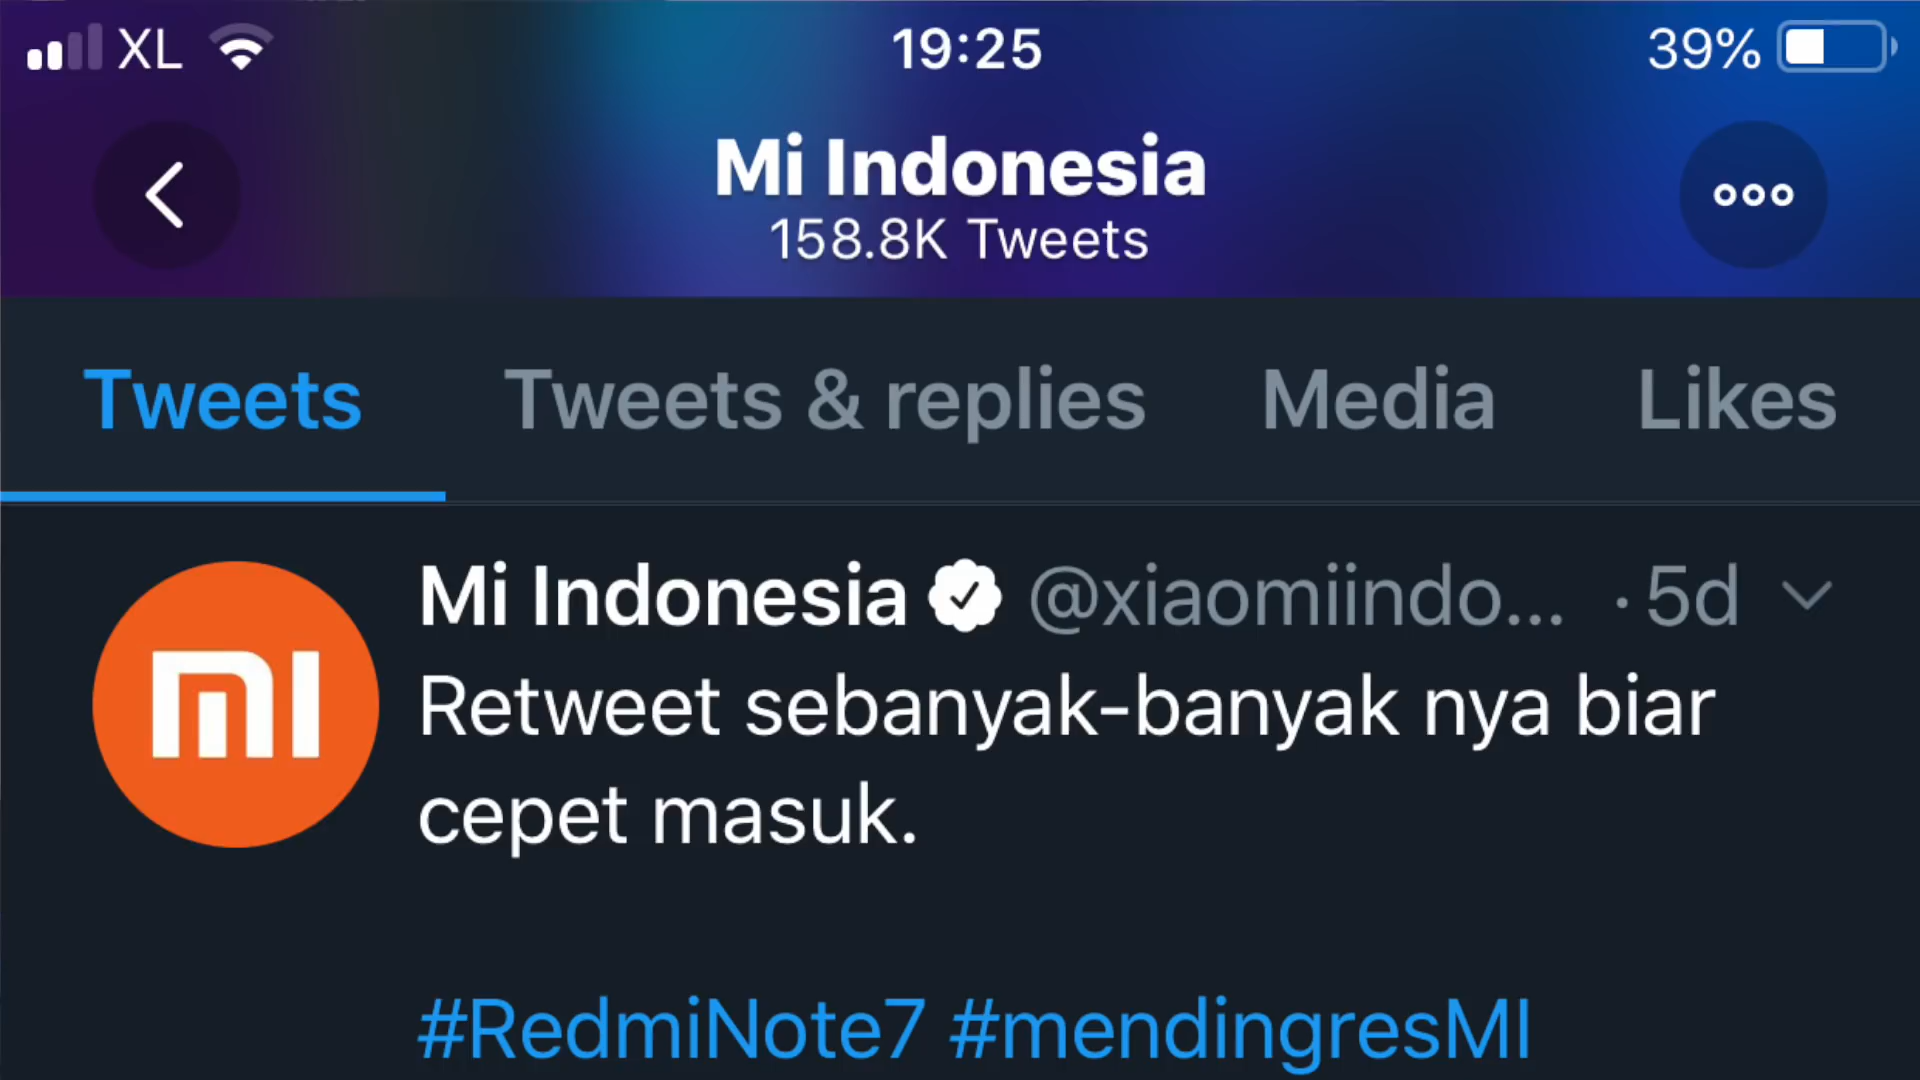 XL 19:25 39%
Mi Indonesia
158.8K Tweets
Tweets Tweets & replies Media Likes
Mi Indonesia @xiaomiindo... · 5d
Retweet sebanyak-banyak nya biar
cepet masuk.
#RedmiNote7 #mendingresMI